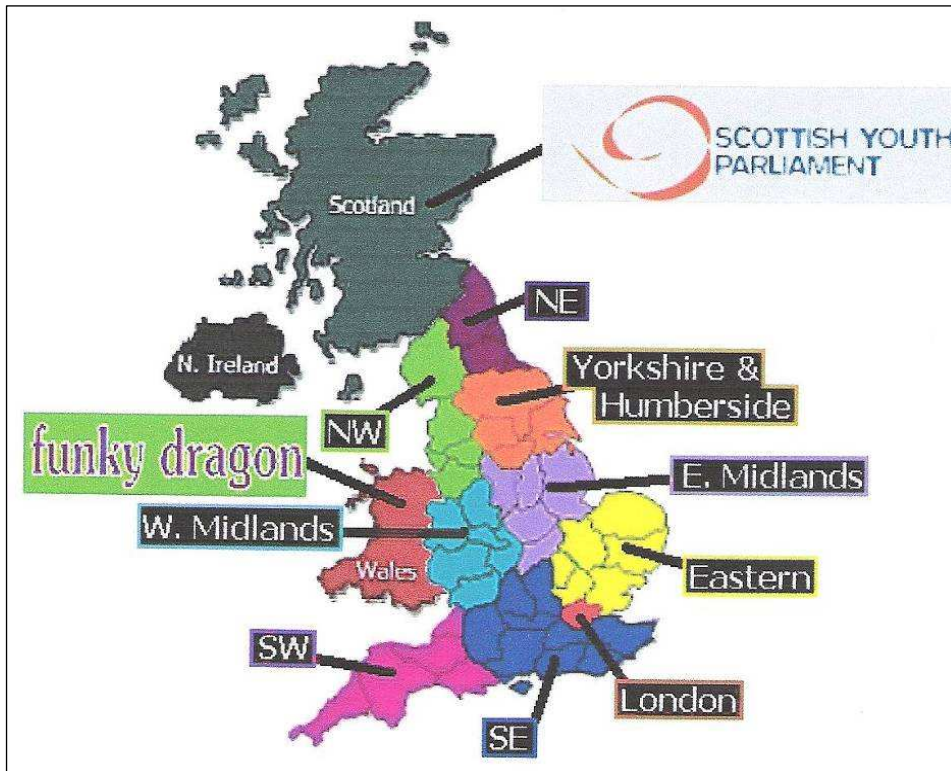 SCOTTISH YOUTH
PARLIAMENT
Scotland
NE
N. Ireland
Yorkshire &
Humberside
NW
funky dragon
E. Midlands
W. Midlands
Wales
Eastern
SW
London
SE